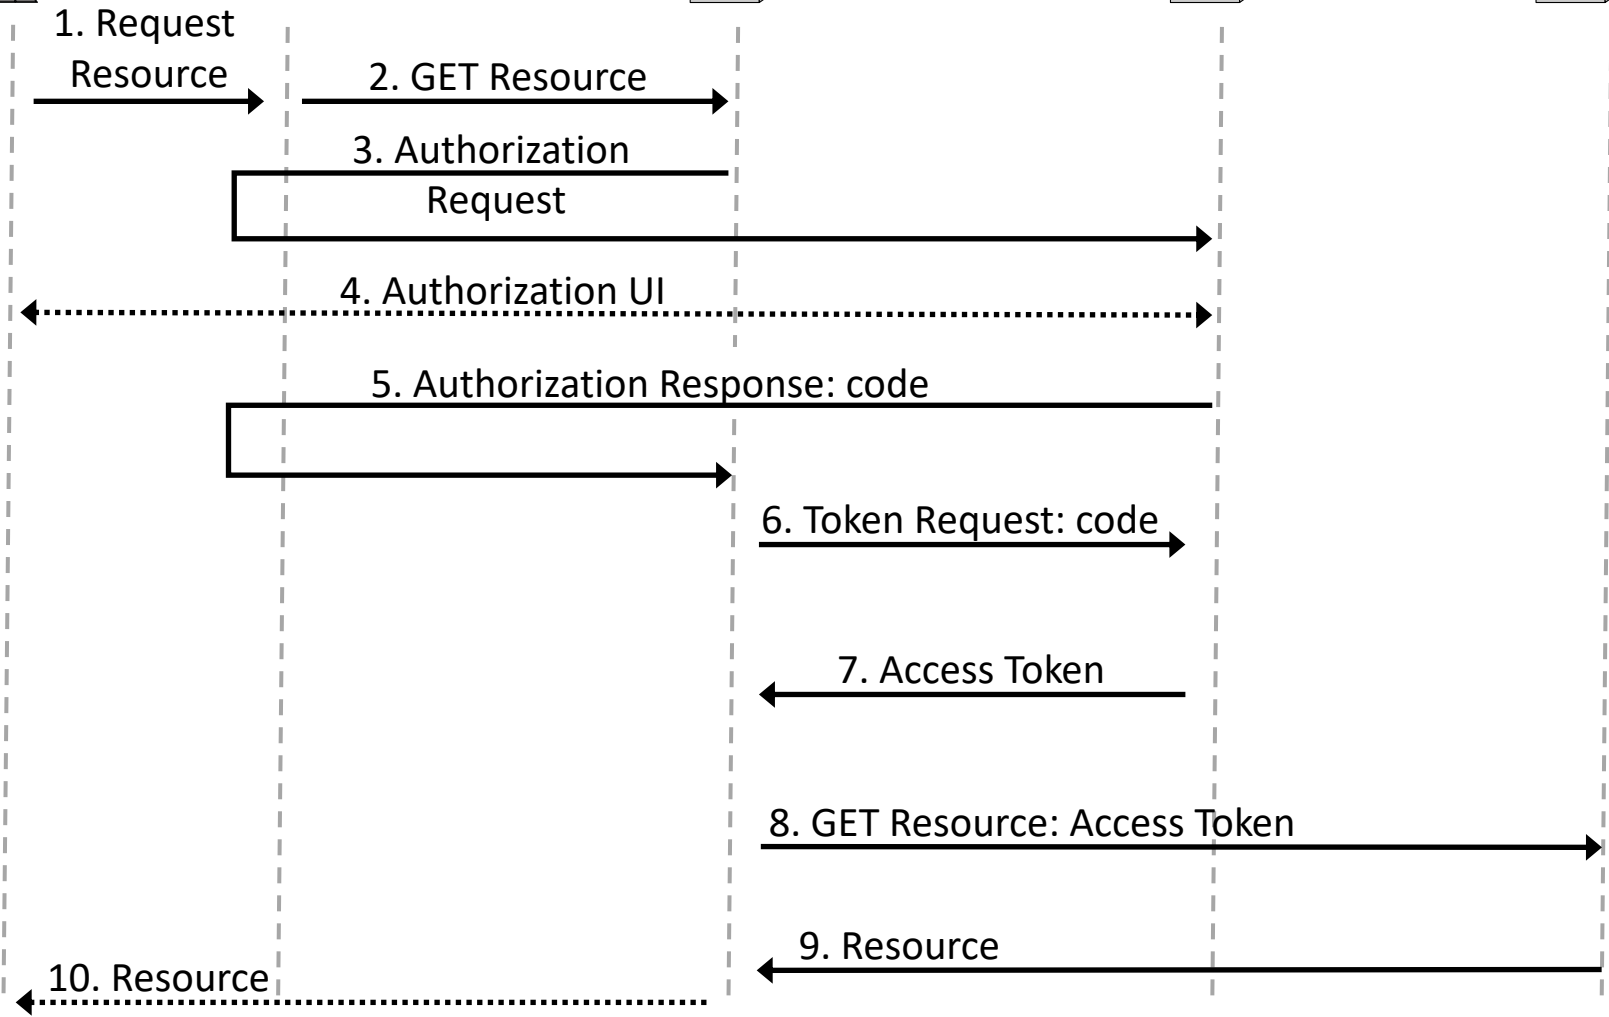 1. Request
Resource
2. GET Resource
3. Authorization
Request
4. Authorization UI
5. Authorization Response: code
6. Token Request: code
7. Access Token
8. GET Resource: Access Token
9. Resource
10. Resource